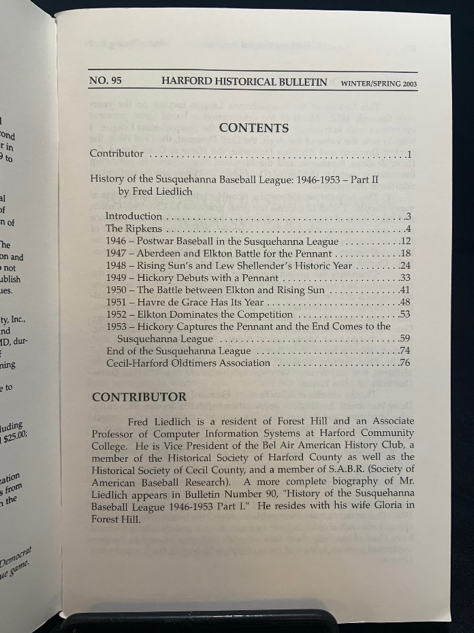 NO. 95 HARFORD HISTORICAL BULLETIN WINTER/SPRING 2003
CONTENTS
Contributor ............................................................1
History of the Susquehanna Baseball League: 1946-1953 – Part II
by Fred Liedlich
Introduction ..................................................3
The Ripkens ..................................................4
1946 – Postwar Baseball in the Susquehanna League ..............12
1947 – Aberdeen and Elkton Battle for the Pennant ..............18
1948 – Rising Sun's and Lew Shellender's Historic Year ...........24
1949 – Hickory Debuts with a Pennant .........................33
1950 – The Battle between Elkton and Rising Sun ................41
1951 – Havre de Grace Has Its Year ............................48
1952 – Elkton Dominates the Competition ......................53
1953 – Hickory Captures the Pennant and the End Comes to the
Susquehanna League .......................................59
End of the Susquehanna League ..............................74
Cecil-Harford Oldtimers Association ...........................76
CONTRIBUTOR
Fred Liedlich is a resident of Forest Hill and an Associate
Professor of Computer Information Systems at Harford Community
College. He is Vice President of the Bel Air American History Club, a
member of the Historical Society of Harford County as well as the
Historical Society of Cecil County, and a member of S.A.B.R. (Society of
American Baseball Research). A more complete biography of Mr.
Liedlich appears in Bulletin Number 90, "History of the Susquehanna
Baseball League 1946-1953 Part I." He resides with his wife Gloria in
Forest Hill.